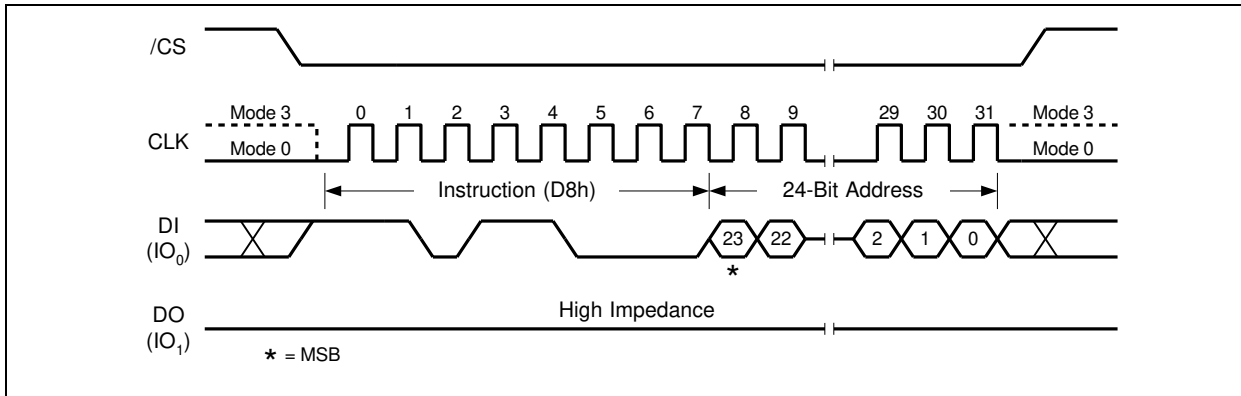 /CS
Mode 3 0 1 2 3 4 5 6 7 8 9 29 30 31 Mode 3
CLK
Mode 0 Mode 0
Instruction (D8h) 24-Bit Address
DI
(IO0)
23 22 2 1 0
*
High Impedance
DO
(IO1)
* = MSB